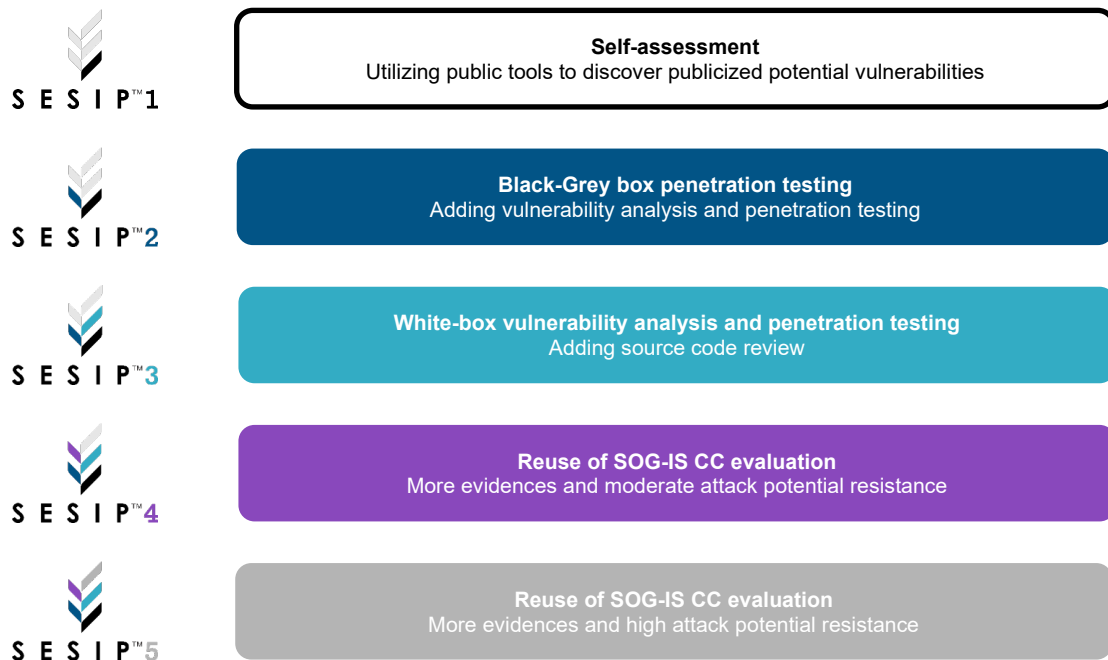 Self-assessment
Utilizing public tools to discover publicized potential vulnerabilities
SESIP™1
Black-Grey box penetration testing
Adding vulnerability analysis and penetration testing
SESIP™2
White-box vulnerability analysis and penetration testing
Adding source code review
SESIP™3
Reuse of SOG-IS CC evaluation
More evidences and moderate attack potential resistance
SESIP™4
Reuse of SOG-IS CC evaluation
More evidences and high attack potential resistance
SESIP™5